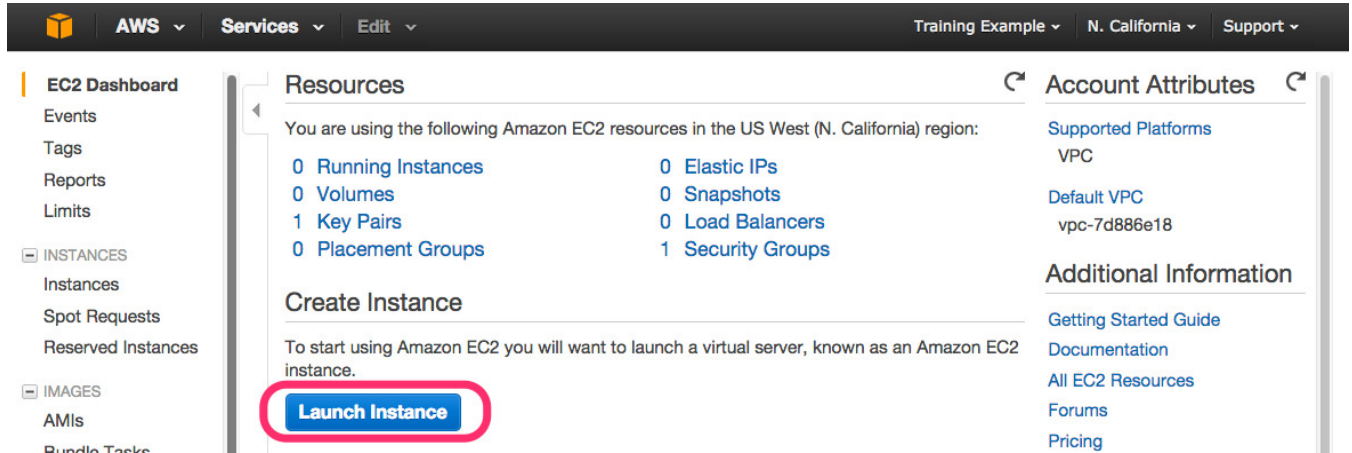 AWS Services Edit Training Example N. California Support
EC2 Dashboard
Events
Tags
Reports
Limits
INSTANCES
Instances
Spot Requests
Reserved Instances
IMAGES
AMIs
Bundle Tasks
Resources
You are using the following Amazon EC2 resources in the US West (N. California) region:
0 Running Instances 0 Elastic IPs
0 Volumes 0 Snapshots
1 Key Pairs 0 Load Balancers
0 Placement Groups 1 Security Groups
Create Instance
To start using Amazon EC2 you will want to launch a virtual server, known as an Amazon EC2
instance.
Launch Instance
Account Attributes
Supported Platforms
VPC
Default VPC
vpc-7d886e18
Additional Information
Getting Started Guide
Documentation
All EC2 Resources
Forums
Pricing